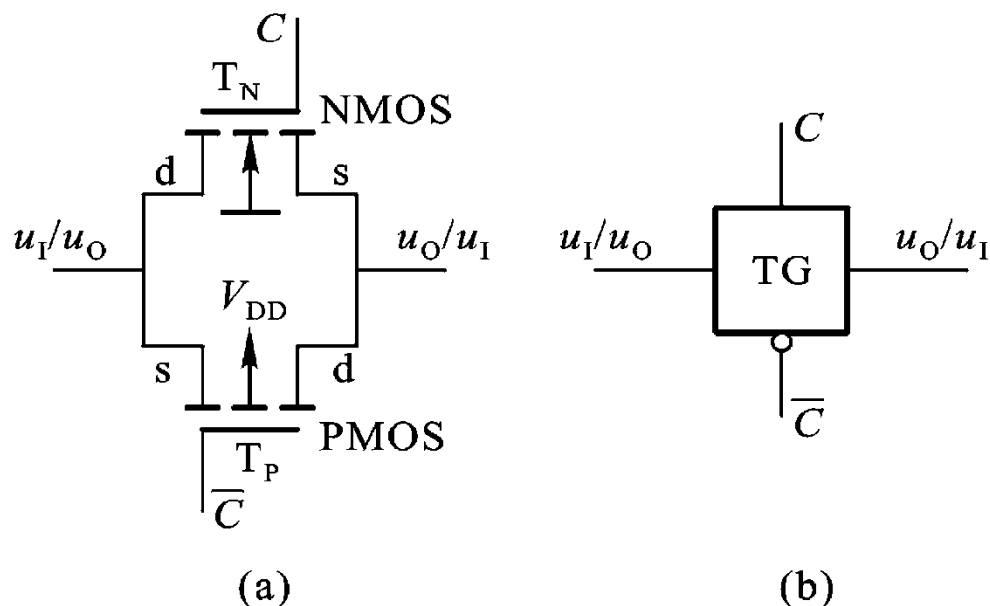 C
T_N
NMOS
d
s
u_I/u_O
u_O/u_I
V_DD
s
d
PMOS
T_P
C̅
(a)
C
u_I/u_O
TG
u_O/u_I
C̅
(b)